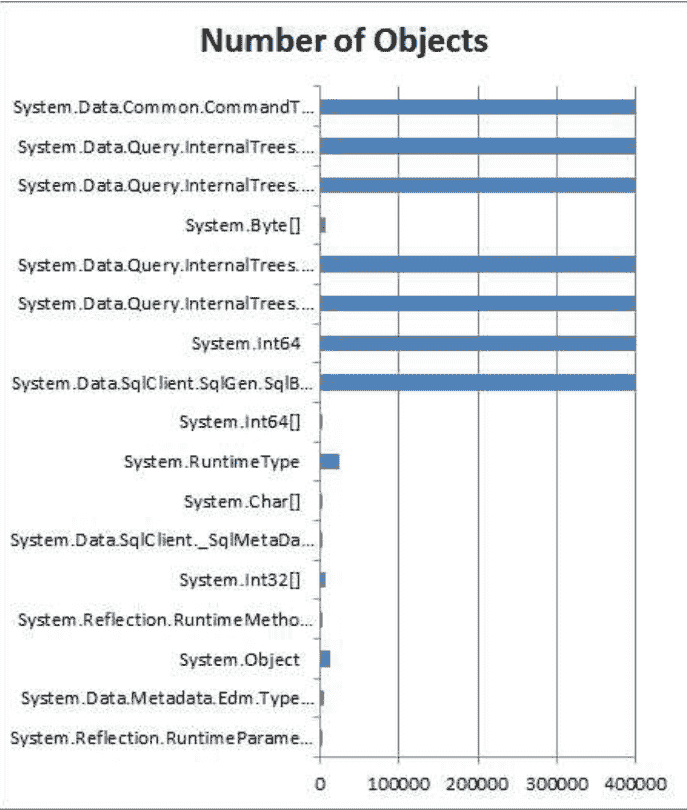 Number of Objects
System.Data.Common.CommandT...
System.Data.Query.InternalTrees....
System.Data.Query.InternalTrees....
System.Byte[]
System.Data.Query.InternalTrees....
System.Data.Query.InternalTrees....
System.Int64
System.Data.SqlClient.SqlGen.SqlB...
System.Int64[]
System.RuntimeType
System.Char[]
System.Data.SqlClient._SqlMetaDa...
System.Int32[]
System.Reflection.RuntimeMetho...
System.Object
System.Data.Metadata.Edm.Type...
System.Reflection.RuntimeParame...
0 100000 200000 300000 400000